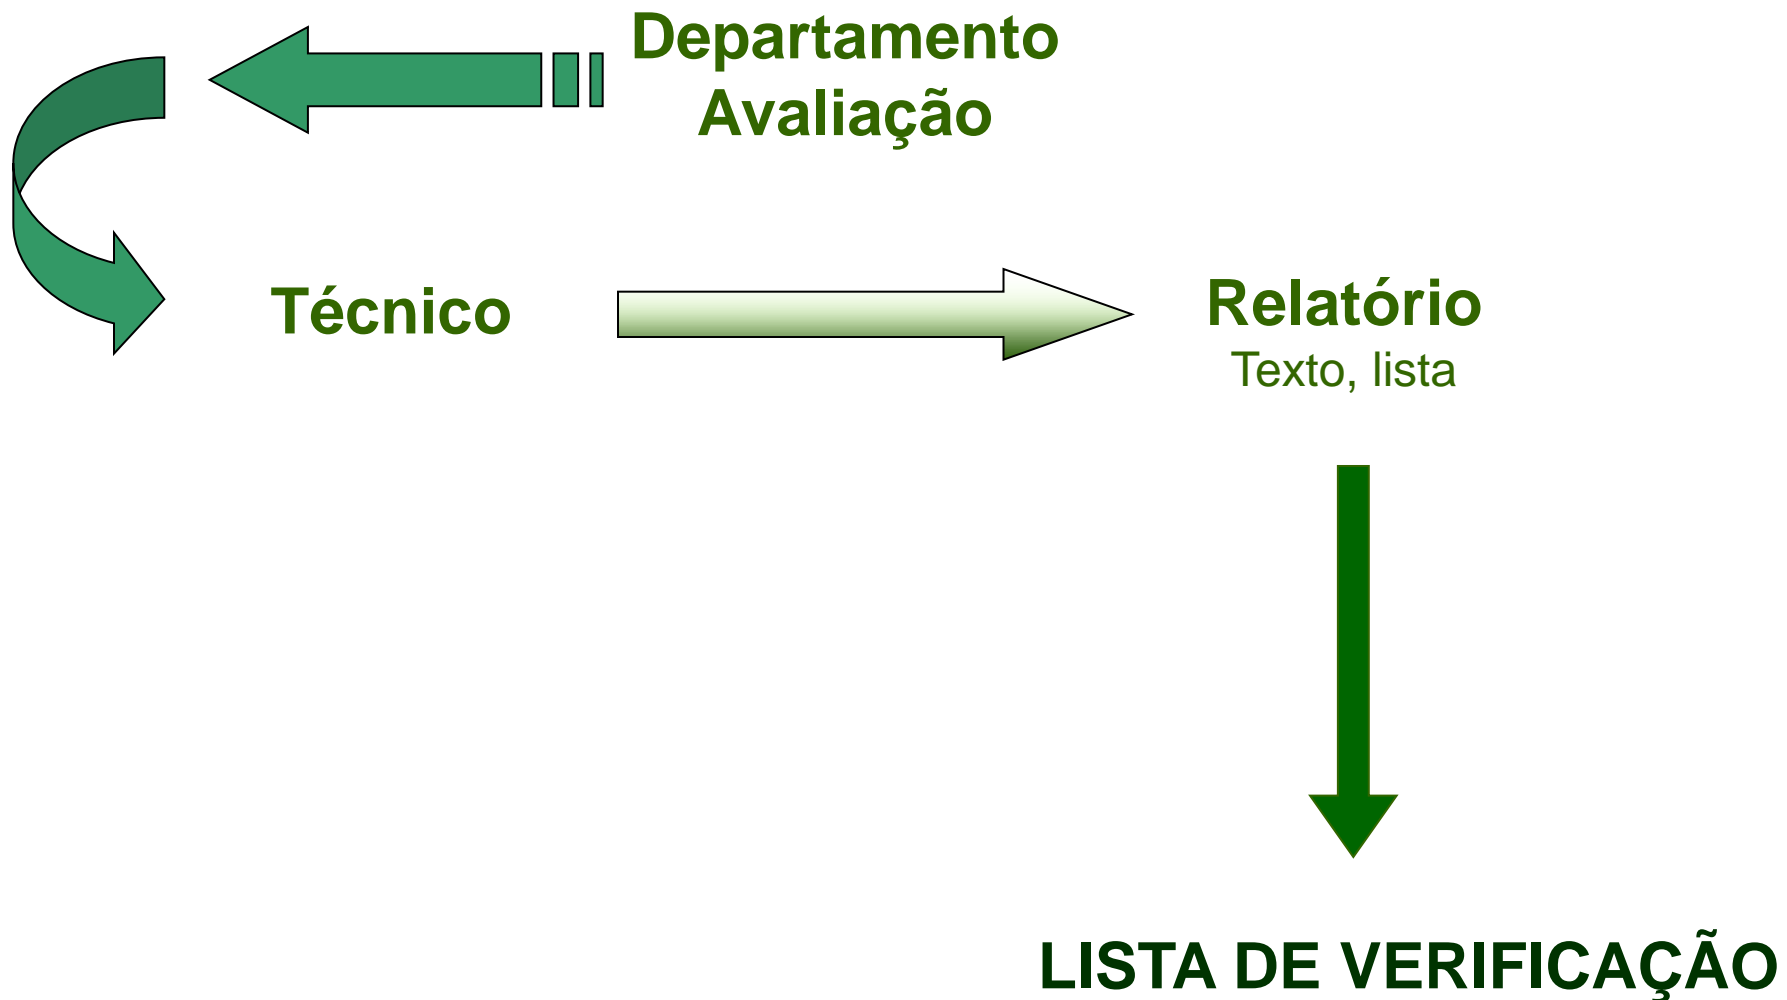 Departamento
Avaliação
Técnico
Relatório
Texto, lista
LISTA DE VERIFICAÇÃO